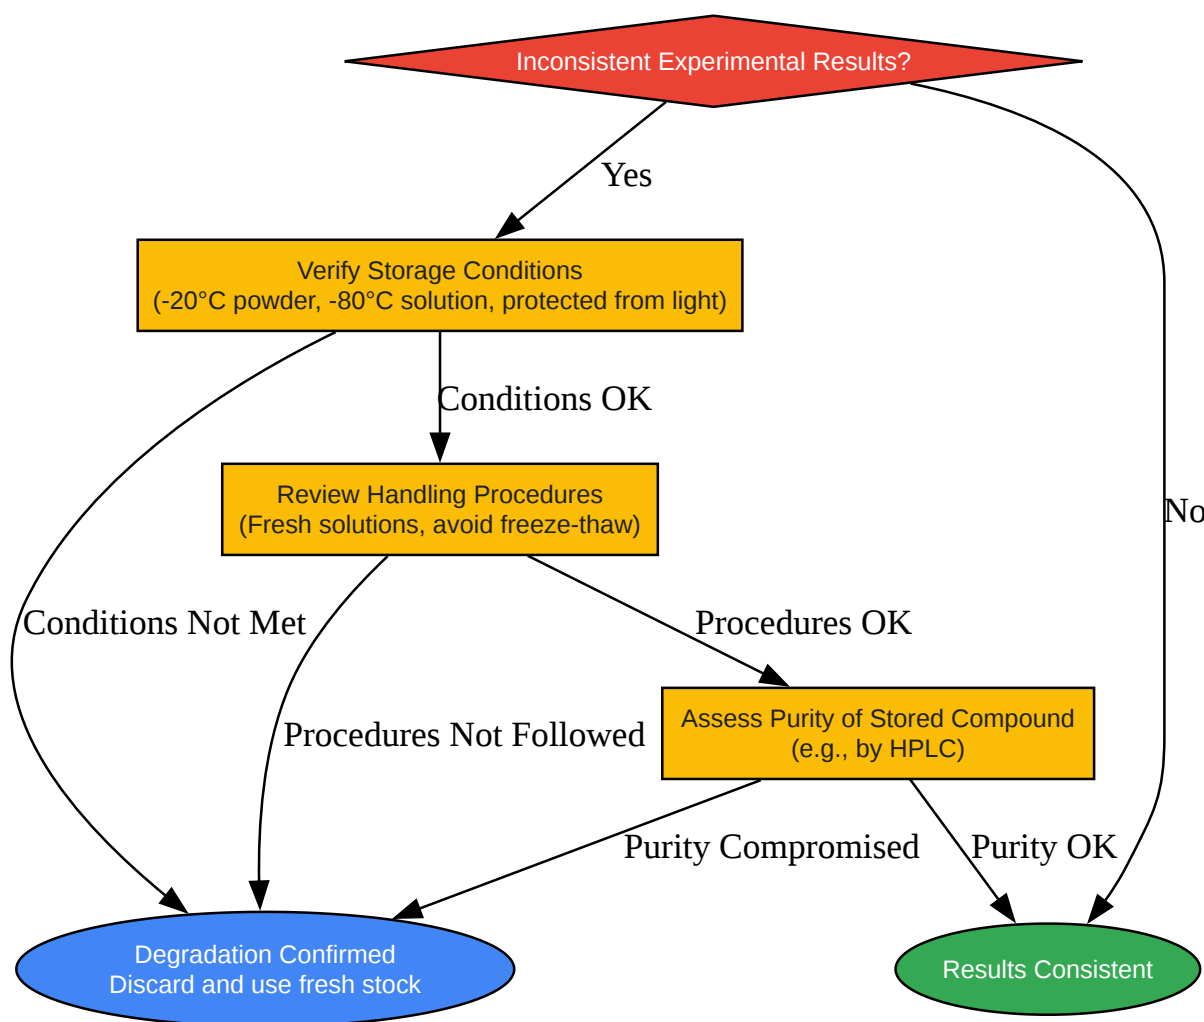 Inconsistent Experimental Results?
Yes
Verify Storage Conditions
(-20°C powder, -80°C solution, protected from light)
Conditions OK
Review Handling Procedures
(Fresh solutions, avoid freeze-thaw)
No
Conditions Not Met
Procedures OK
Assess Purity of Stored Compound
(e.g., by HPLC)
Procedures Not Followed
Purity Compromised
Purity OK
Degradation Confirmed
Discard and use fresh stock
Results Consistent